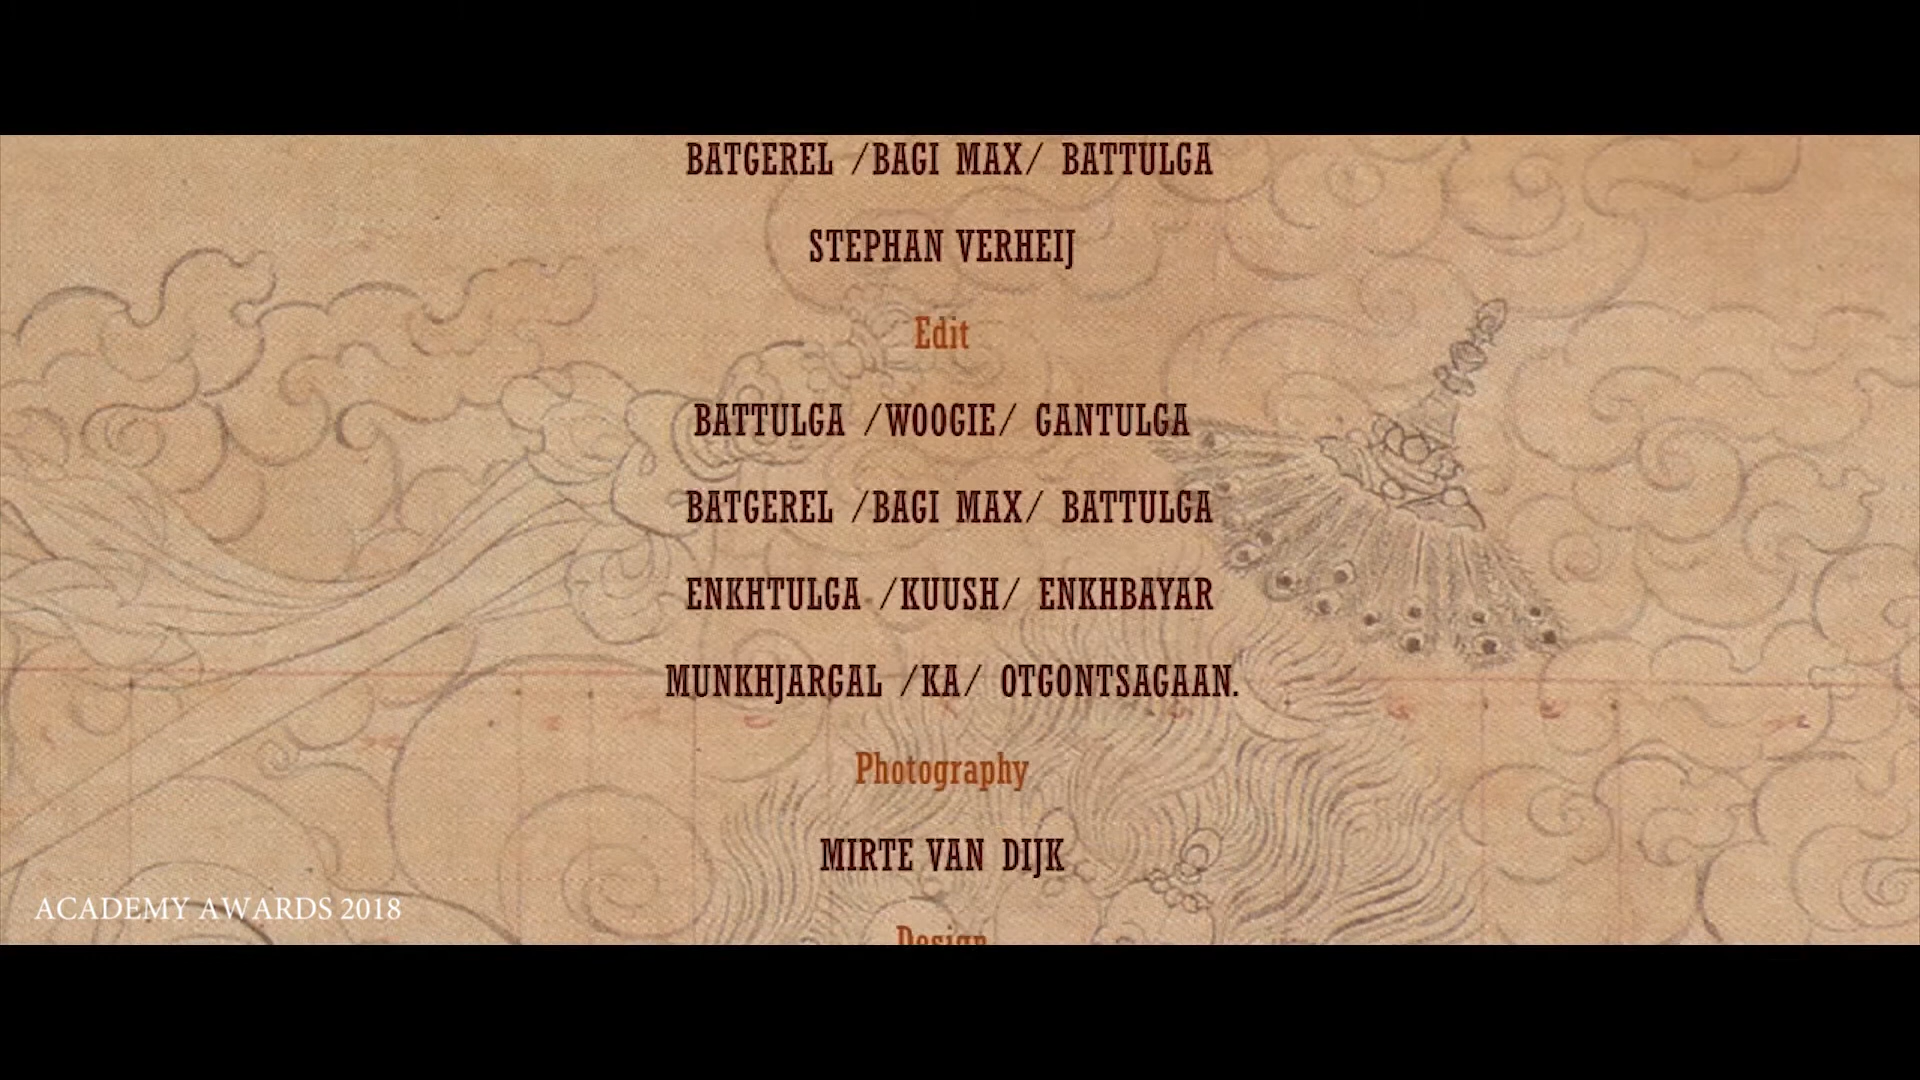 BATGEREL /BAGI MAX/ BATTULGA
STEPHAN VERHEIJ
Edit
BATTULGA /WOOGIE/ GANTULGA
BATGEREL /BAGI MAX/ BATTULGA
ENKHTULGA /KUUSH/ ENKHBAYAR
MUNKHJARGAL /KA/ OTGONTSAGAAN.
Photography
MIRTE VAN DIJK
ACADEMY AWARDS 2018
Design